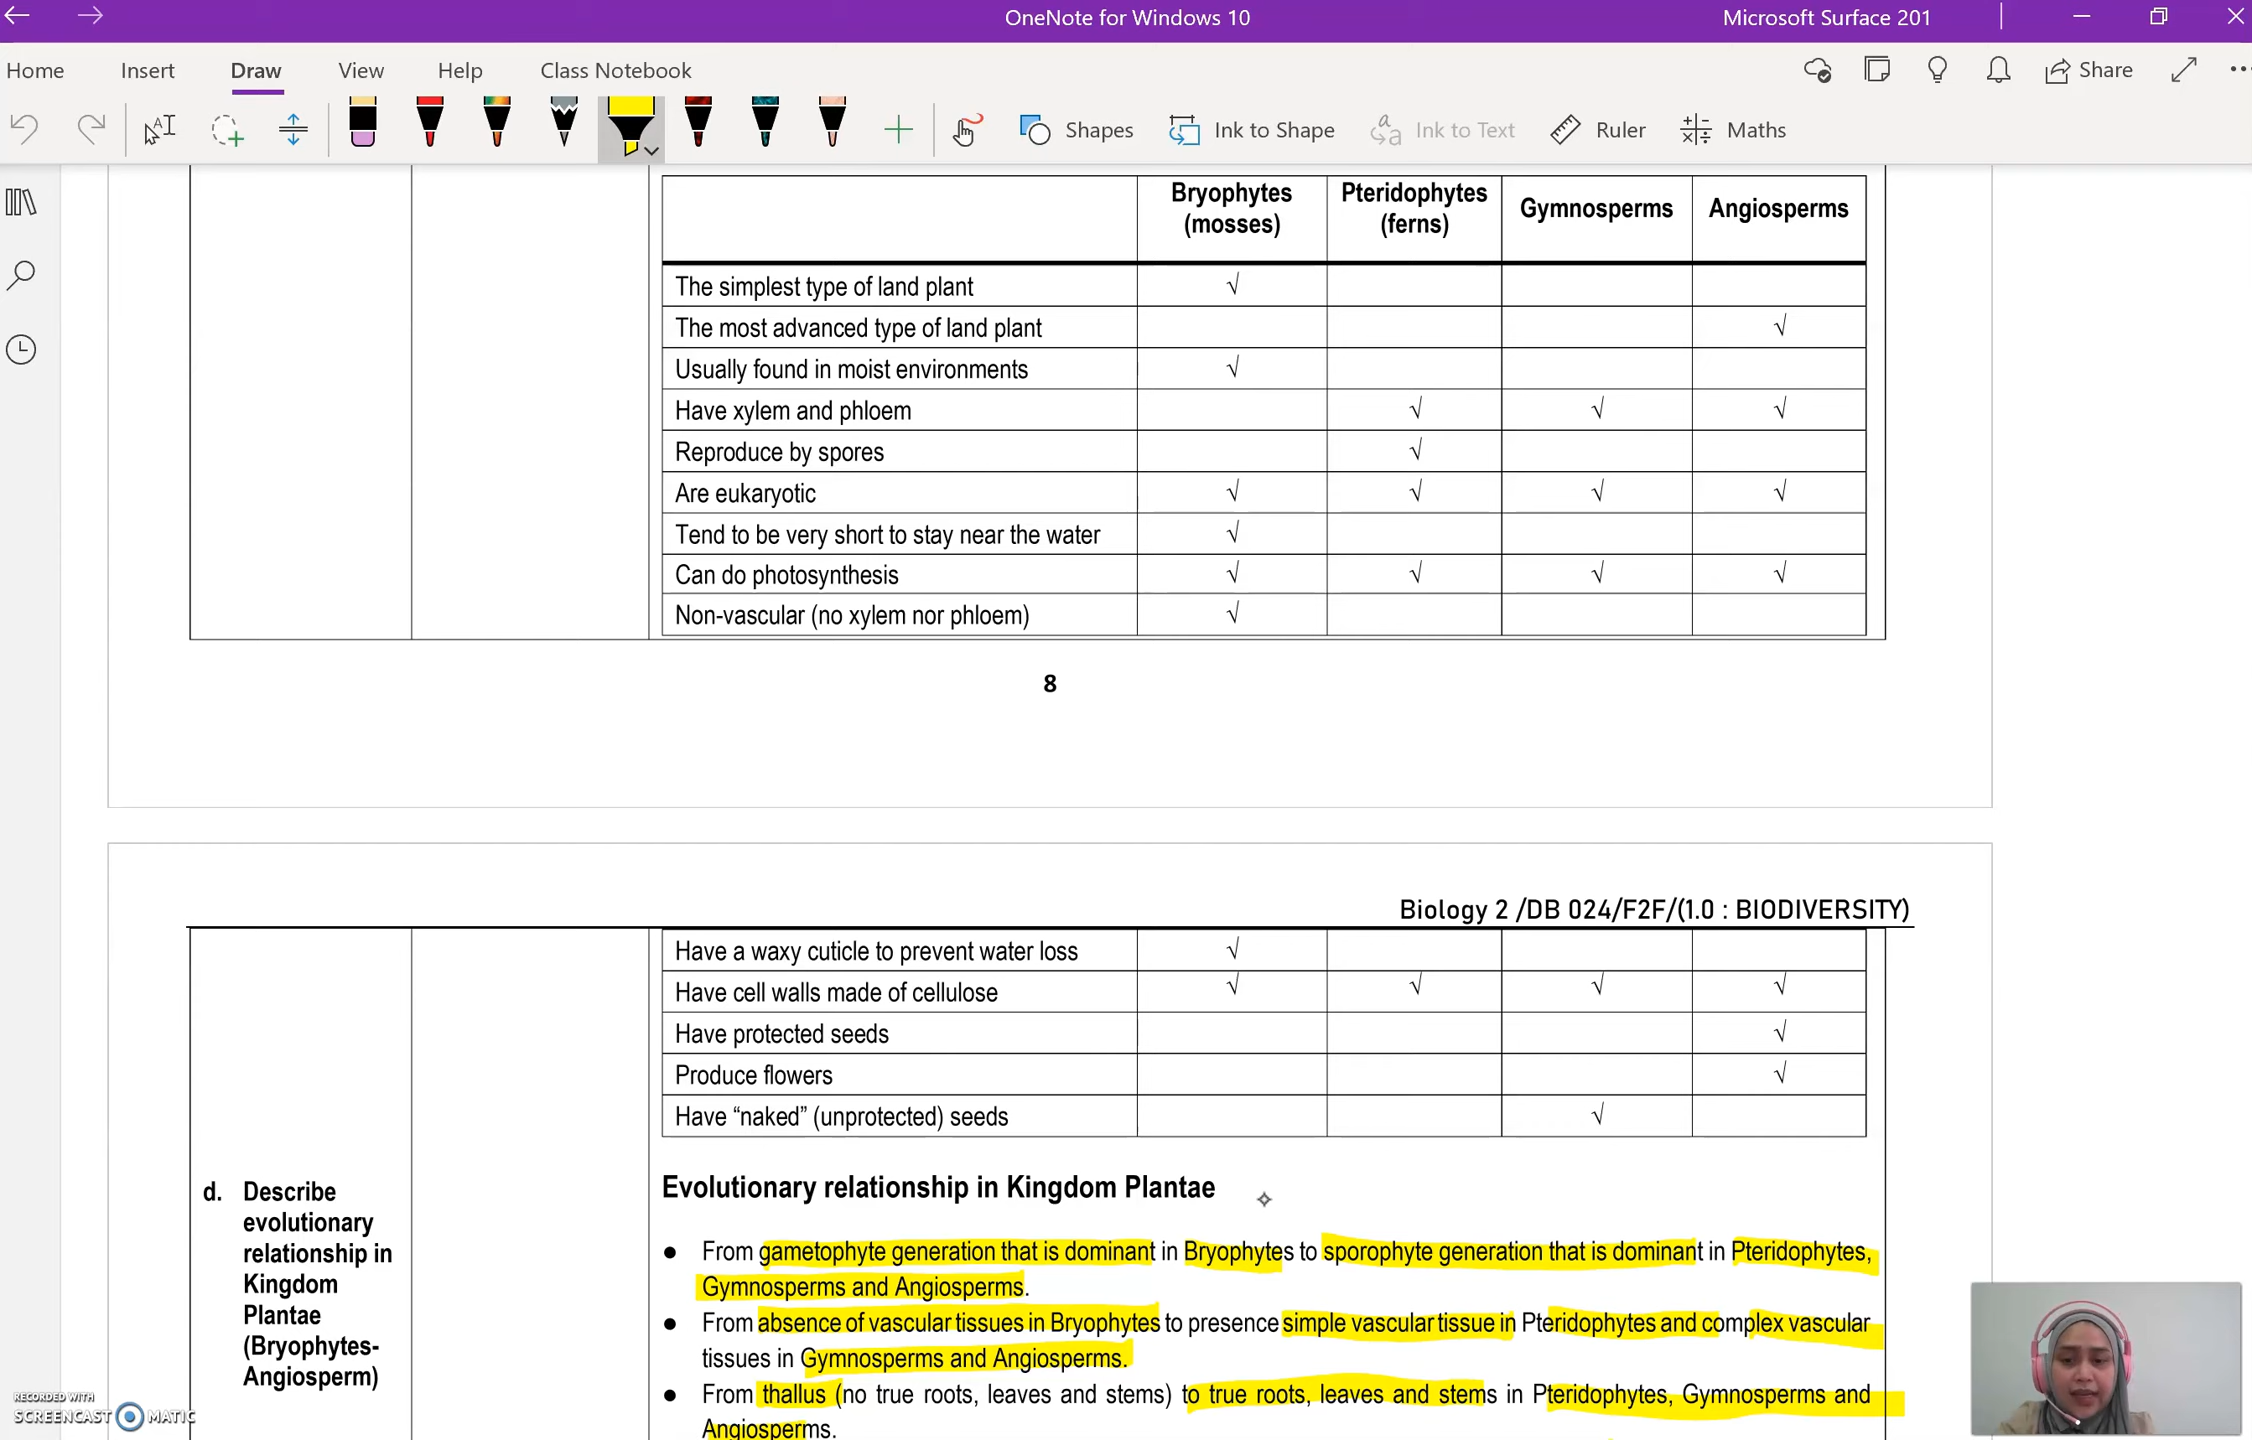 OneNote for Windows 10
Microsoft Surface 201
Home Insert Draw View Help Class Notebook
Share
Shapes Ink to Shape Ink to Text Ruler Maths
Bryophytes (mosses) Pteridophytes (ferns) Gymnosperms Angiosperms
The simplest type of land plant √
The most advanced type of land plant √
Usually found in moist environments √
Have xylem and phloem √ √ √
Reproduce by spores √
Are eukaryotic √ √ √ √
Tend to be very short to stay near the water √
Can do photosynthesis √ √ √ √
Non-vascular (no xylem nor phloem) √
8
Biology 2 /DB 024/F2F/(1.0 : BIODIVERSITY)
Have a waxy cuticle to prevent water loss √
Have cell walls made of cellulose √ √ √ √
Have protected seeds √
Produce flowers √
Have “naked” (unprotected) seeds √
d. Describe
evolutionary
relationship in
Kingdom
Plantae
(Bryophytes-
Angiosperm)
Evolutionary relationship in Kingdom Plantae
● From gametophyte generation that is dominant in Bryophytes to sporophyte generation that is dominant in Pteridophytes,
Gymnosperms and Angiosperms.
● From absence of vascular tissues in Bryophytes to presence simple vascular tissue in Pteridophytes and complex vascular
tissues in Gymnosperms and Angiosperms.
● From thallus (no true roots, leaves and stems) to true roots, leaves and stems in Pteridophytes, Gymnosperms and
Angiosperms.
RECORDED WITH
SCREENCAST MATIC